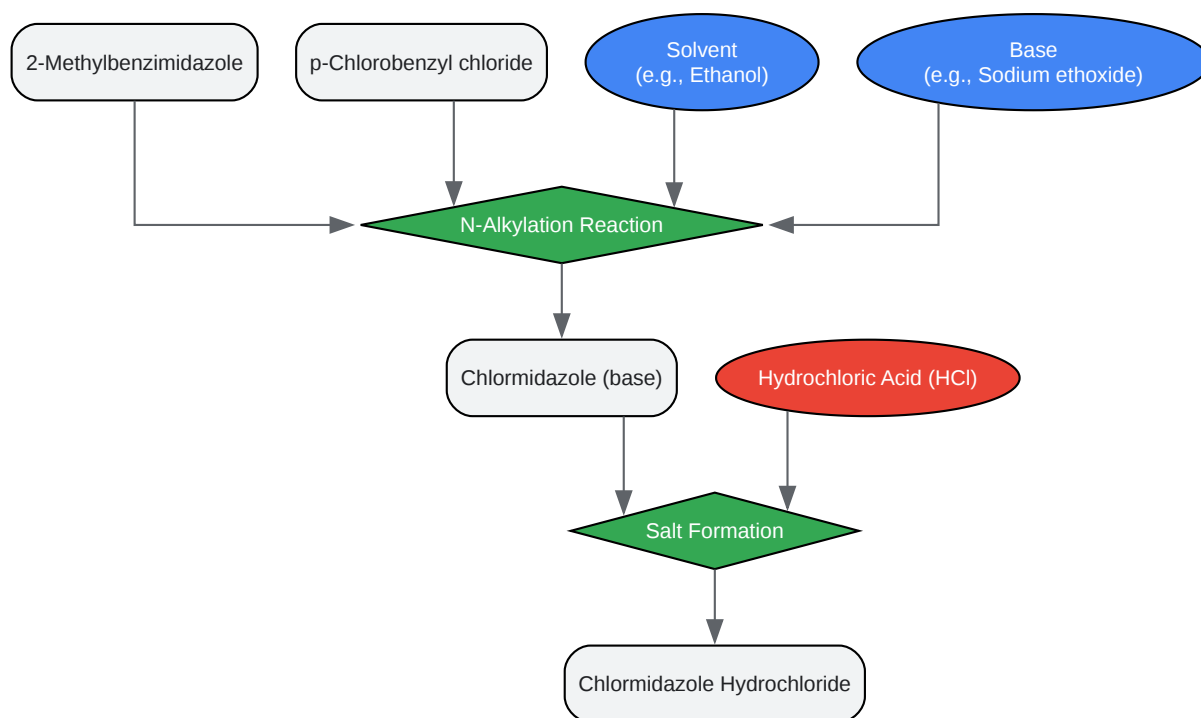 2-Methylbenzimidazole
p-Chlorobenzyl chloride
Solvent
(e.g., Ethanol)
Base
(e.g., Sodium ethoxide)
N-Alkylation Reaction
Chlormidazole (base)
Hydrochloric Acid (HCl)
Salt Formation
Chlormidazole Hydrochloride